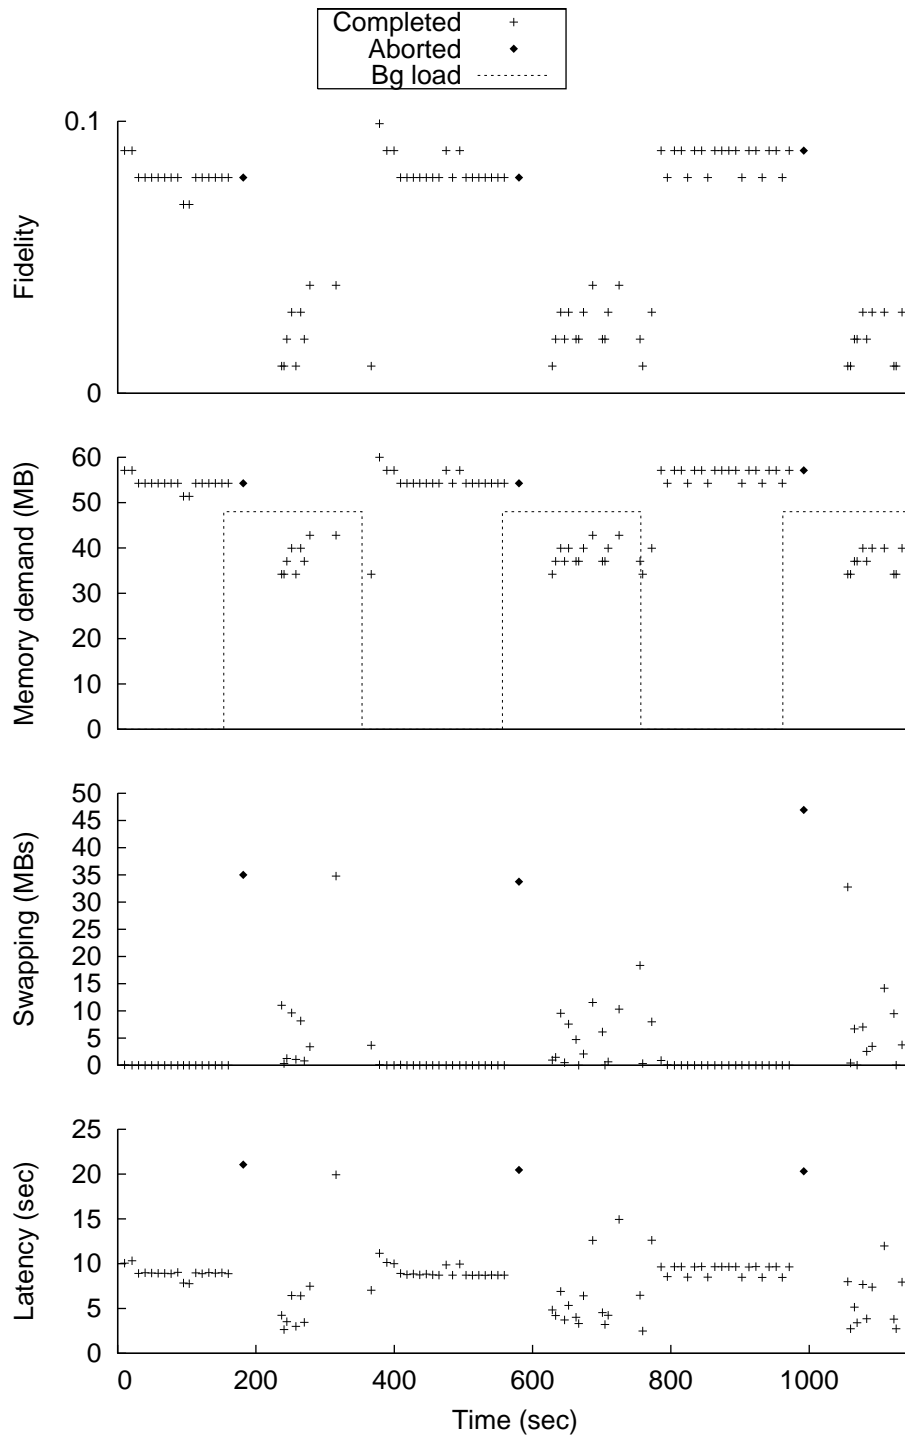 Completed
Aborted
Bg load
0.1
0
Fidelity
60
50
40
30
20
10
0
Memory demand (MB)
50
45
40
35
30
25
20
15
10
5
0
Swapping (MBs)
25
20
15
10
5
0
Latency (sec)
0 200 400 600 800 1000
Time (sec)